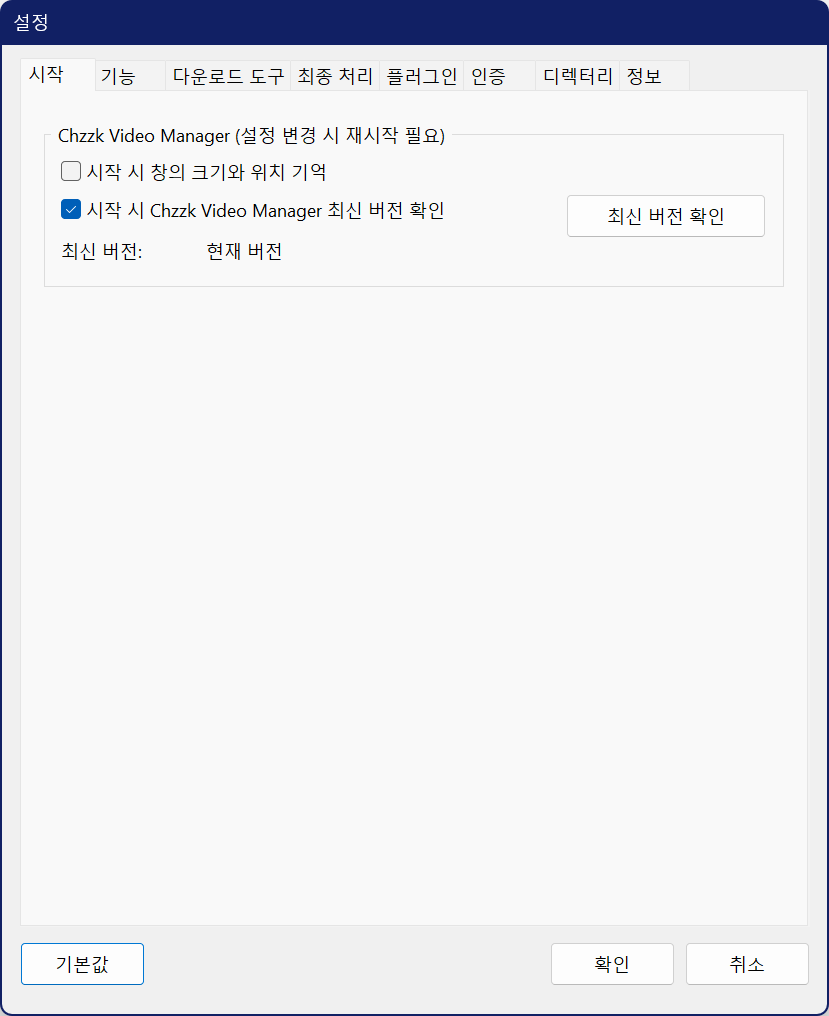 설정
시작 기능 다운로드 도구 최종 처리 플러그인 인증 디렉터리 정보
Chzzk Video Manager (설정 변경 시 재시작 필요)
시작 시 창의 크기와 위치 기억
시작 시 Chzzk Video Manager 최신 버전 확인
최신 버전 확인
최신 버전: 현재 버전
기본값 확인 취소